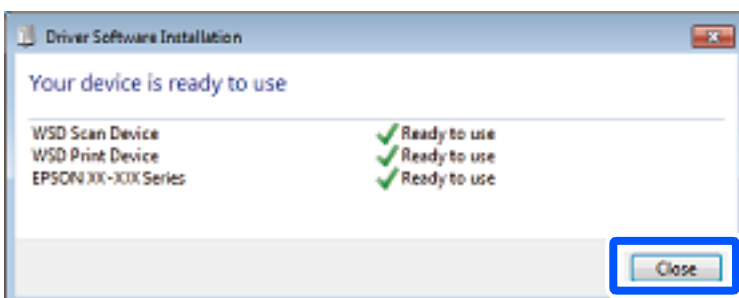 Driver Software Installation
Your device is ready to use
WSD Scan Device Ready to use
WSD Print Device Ready to use
EPSON XX-XXX Series Ready to use
Close